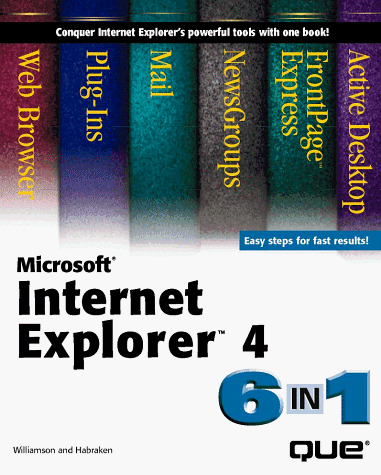 Conquer Internet Explorer's powerful tools with one book!
Web Browser
Plug-Ins
Mail
NewsGroups
FrontPage™
Express
Active Desktop
Easy steps for fast results!
Microsoft®
Internet
Explorer™ 4
6 IN 1
Williamson and Habraken
QUE®